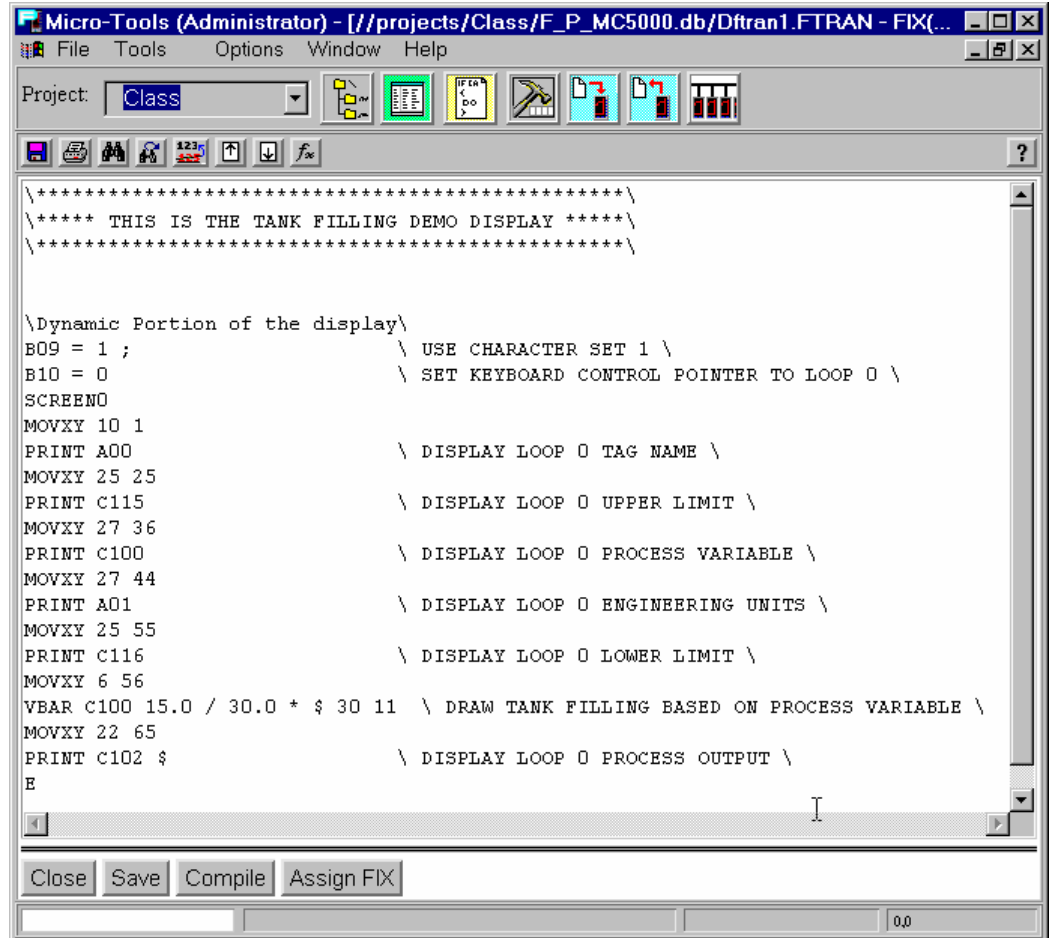 Micro-Tools (Administrator) - [//projects/Class/F_P_MC5000.db/Dftran1.FTRAN - FIX(...
File Tools Options Window Help
Project: Class
IF (A
<
DO
>
123
fx
?
\*************************************************\
\***** THIS IS THE TANK FILLING DEMO DISPLAY *****\
\*************************************************\
\Dynamic Portion of the display\
B09 = 1 ; \ USE CHARACTER SET 1 \
B10 = 0 \ SET KEYBOARD CONTROL POINTER TO LOOP 0 \
SCREEN0
MOVXY 10 1
PRINT A00 \ DISPLAY LOOP 0 TAG NAME \
MOVXY 25 25
PRINT C115 \ DISPLAY LOOP 0 UPPER LIMIT \
MOVXY 27 36
PRINT C100 \ DISPLAY LOOP 0 PROCESS VARIABLE \
MOVXY 27 44
PRINT A01 \ DISPLAY LOOP 0 ENGINEERING UNITS \
MOVXY 25 55
PRINT C116 \ DISPLAY LOOP 0 LOWER LIMIT \
MOVXY 6 56
VBAR C100 15.0 / 30.0 * $ 30 11 \ DRAW TANK FILLING BASED ON PROCESS VARIABLE \
MOVXY 22 65
PRINT C102 $ \ DISPLAY LOOP 0 PROCESS OUTPUT \
E
Close Save Compile Assign FIX
0,0